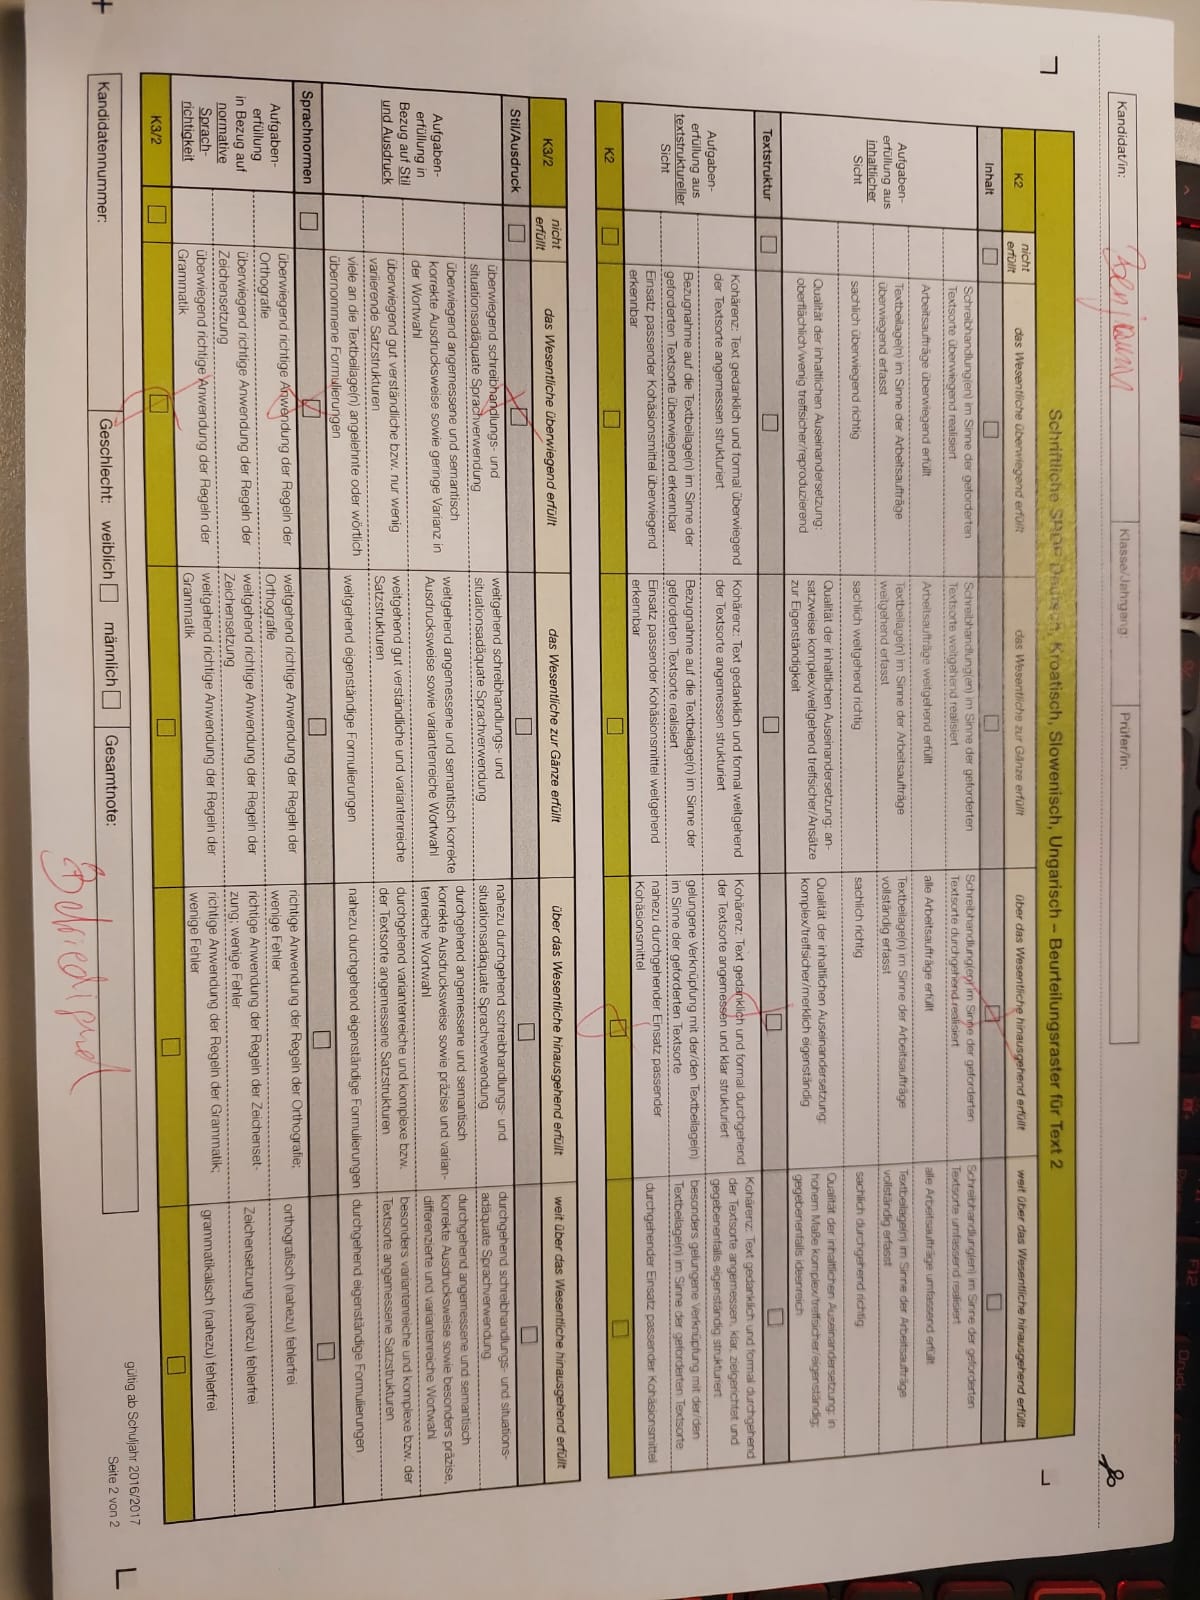 F12
Druck
Kandidat/in: Benjamin Klasse/Jahrgang: Prüfer/in:
Schriftliche SRDP Deutsch, Kroatisch, Slowenisch, Ungarisch – Beurteilungsraster für Text 2
K2 nicht erfüllt das Wesentliche überwiegend erfüllt das Wesentliche zur Gänze erfüllt über das Wesentliche hinausgehend erfüllt weit über das Wesentliche hinausgehend erfüllt
Inhalt
Aufgaben-
erfüllung aus
inhaltlicher
Sicht
Schreibhandlung(en) im Sinne der geforderten
Textsorte überwiegend realisiert
Schreibhandlung(en) im Sinne der geforderten
Textsorte weitgehend realisiert
Schreibhandlung(en) im Sinne der geforderten
Textsorte durchgehend realisiert
Schreibhandlung(en) im Sinne der geforderten
Textsorte umfassend realisiert
Arbeitsaufträge überwiegend erfüllt
Arbeitsaufträge weitgehend erfüllt
alle Arbeitsaufträge erfüllt
alle Arbeitsaufträge umfassend erfüllt
Textbeilage(n) im Sinne der Arbeitsaufträge
überwiegend erfasst
Textbeilage(n) im Sinne der Arbeitsaufträge
weitgehend erfasst
Textbeilage(n) im Sinne der Arbeitsaufträge
vollständig erfasst
Textbeilage(n) im Sinne der Arbeitsaufträge
vollständig erfasst
sachlich überwiegend richtig
sachlich weitgehend richtig
sachlich richtig
sachlich durchgehend richtig
Qualität der inhaltlichen Auseinandersetzung:
oberflächlich/wenig treffsicher/reproduzierend
Qualität der inhaltlichen Auseinandersetzung: an-
satzweise komplex/weitgehend treffsicher/Ansätze
zur Eigenständigkeit
Qualität der inhaltlichen Auseinandersetzung:
komplex/treffsicher/merklich eigenständig
Qualität der inhaltlichen Auseinandersetzung: in
hohem Maße komplex/treffsicher/eigenständig;
gegebenenfalls ideenreich
Textstruktur
Aufgaben-
erfüllung aus
textstruktureller
Sicht
Kohärenz: Text gedanklich und formal überwiegend
der Textsorte angemessen strukturiert
Kohärenz: Text gedanklich und formal weitgehend
der Textsorte angemessen strukturiert
Kohärenz: Text gedanklich und formal durchgehend
der Textsorte angemessen und klar strukturiert
Kohärenz: Text gedanklich und formal durchgehend
der Textsorte angemessen, klar, zielgerichtet und
gegebenenfalls eigenständig strukturiert
Bezugnahme auf die Textbeilage(n) im Sinne der
geforderten Textsorte überwiegend erkennbar
Bezugnahme auf die Textbeilage(n) im Sinne der
geforderten Textsorte realisiert
gelungene Verknüpfung mit der/den Textbeilage(n)
im Sinne der geforderten Textsorte
besonders gelungene Verknüpfung mit der/den
Textbeilage(n) im Sinne der geforderten Textsorte
Einsatz passender Kohäsionsmittel überwiegend
erkennbar
Einsatz passender Kohäsionsmittel weitgehend
erkennbar
nahezu durchgehender Einsatz passender
Kohäsionsmittel
durchgehender Einsatz passender Kohäsionsmittel
K2
K3/2 nicht erfüllt das Wesentliche überwiegend erfüllt das Wesentliche zur Gänze erfüllt über das Wesentliche hinausgehend erfüllt weit über das Wesentliche hinausgehend erfüllt
Stil/Ausdruck
Aufgaben-
erfüllung in
Bezug auf Stil
und Ausdruck
überwiegend schreibhandlungs- und
situationsadäquate Sprachverwendung
weitgehend schreibhandlungs- und
situationsadäquate Sprachverwendung
nahezu durchgehend schreibhandlungs- und
situationsadäquate Sprachverwendung
durchgehend schreibhandlungs- und situations-
adäquate Sprachverwendung
überwiegend angemessene und semantisch
korrekte Ausdrucksweise sowie geringe Varianz in
der Wortwahl
weitgehend angemessene und semantisch korrekte
Ausdrucksweise sowie variantenreiche Wortwahl
durchgehend angemessene und semantisch
korrekte Ausdrucksweise sowie präzise und varian-
tenreiche Wortwahl
durchgehend angemessene und semantisch
korrekte Ausdrucksweise sowie besonders präzise,
differenzierte und variantenreiche Wortwahl
überwiegend gut verständliche bzw. nur wenig
variierende Satzstrukturen
weitgehend gut verständliche und variantenreiche
Satzstrukturen
durchgehend variantenreiche und komplexe bzw.
der Textsorte angemessene Satzstrukturen
besonders variantenreiche und komplexe bzw. der
Textsorte angemessene Satzstrukturen
viele an die Textbeilage(n) angelehnte oder wörtlich
übernommene Formulierungen
weitgehend eigenständige Formulierungen
nahezu durchgehend eigenständige Formulierungen
durchgehend eigenständige Formulierungen
Sprachnormen
Aufgaben-
erfüllung
in Bezug auf
normative
Sprach-
richtigkeit
überwiegend richtige Anwendung der Regeln der
Orthografie
weitgehend richtige Anwendung der Regeln der
Orthografie
richtige Anwendung der Regeln der Orthografie;
wenige Fehler
orthografisch (nahezu) fehlerfrei
überwiegend richtige Anwendung der Regeln der
Zeichensetzung
weitgehend richtige Anwendung der Regeln der
Zeichensetzung
richtige Anwendung der Regeln der Zeichenset-
zung; wenige Fehler
Zeichensetzung (nahezu) fehlerfrei
überwiegend richtige Anwendung der Regeln der
Grammatik
weitgehend richtige Anwendung der Regeln der
Grammatik
richtige Anwendung der Regeln der Grammatik;
wenige Fehler
grammatikalisch (nahezu) fehlerfrei
K3/2
Kandidatennummer: Geschlecht: weiblich männlich Gesamtnote:
Befriedigend
gültig ab Schuljahr 2016/2017
Seite 2 von 2